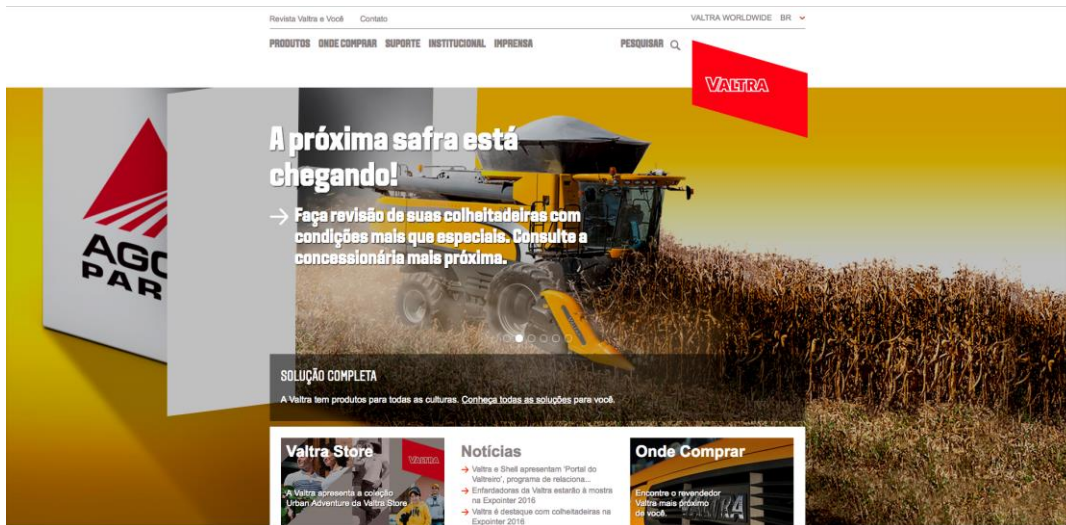 Revista Valtra e Você Contato VALTRA WORLDWIDE BR
PRODUTOS ONDE COMPRAR SUPORTE INSTITUCIONAL IMPRENSA PESQUISAR
VALTRA
A próxima safra está
chegando!
→ Faça revisão de suas colheitadeiras com
condições mais que especiais. Consulte a
concessionária mais próxima.
AGC
PAR
SOLUÇÃO COMPLETA
A Valtra tem produtos para todas as culturas. Conheça todas as soluções para você.
Valtra Store
VALTRA
A Valtra apresenta a coleção
Urban Adventure da Valtra Store
Notícias
→ Valtra e Shell apresentam 'Portal do
Valtreiro', programa de relaciona...
→ Enfardadoras da Valtra estarão à mostra
na Expointer 2016
→ Valtra é destaque com colheitadeiras na
Expointer 2016
Onde Comprar
Encontre o revendedor
Valtra mais próximo
de você.